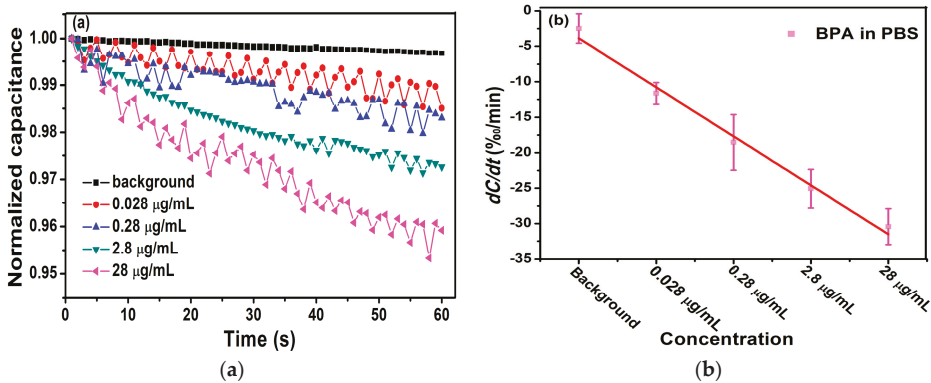 (a)
Normalized capacitance
1.00
0.99
0.98
0.97
0.96
0.95
background
0.028 μg/mL
0.28 μg/mL
2.8 μg/mL
28 μg/mL
0 10 20 30 40 50 60
Time (s)
(a)
(b)
BPA in PBS
dC/dt (‰/min)
0
-5
-10
-15
-20
-25
-30
-35
Background
0.028 μg/mL
0.28 μg/mL
2.8 μg/mL
28 μg/mL
Concentration
(b)